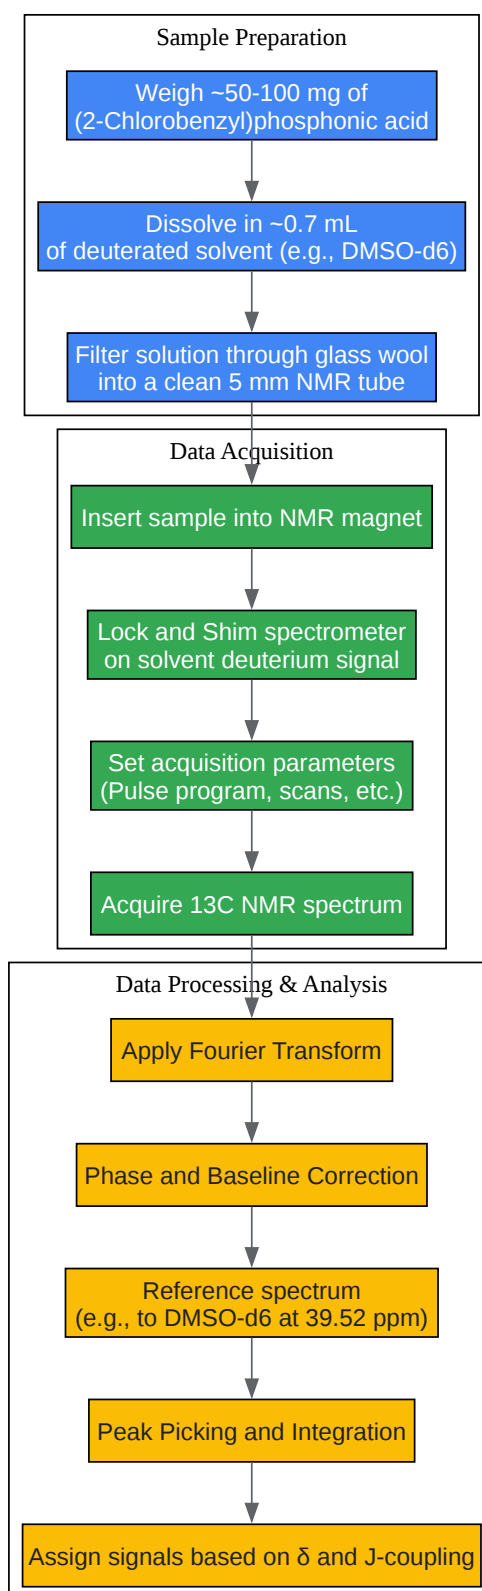 Sample Preparation
Weigh ~50-100 mg of
(2-Chlorobenzyl)phosphonic acid
Dissolve in ~0.7 mL
of deuterated solvent (e.g., DMSO-d6)
Filter solution through glass wool
into a clean 5 mm NMR tube
Data Acquisition
Insert sample into NMR magnet
Lock and Shim spectrometer
on solvent deuterium signal
Set acquisition parameters
(Pulse program, scans, etc.)
Acquire 13C NMR spectrum
Data Processing & Analysis
Apply Fourier Transform
Phase and Baseline Correction
Reference spectrum
(e.g., to DMSO-d6 at 39.52 ppm)
Peak Picking and Integration
Assign signals based on δ and J-coupling